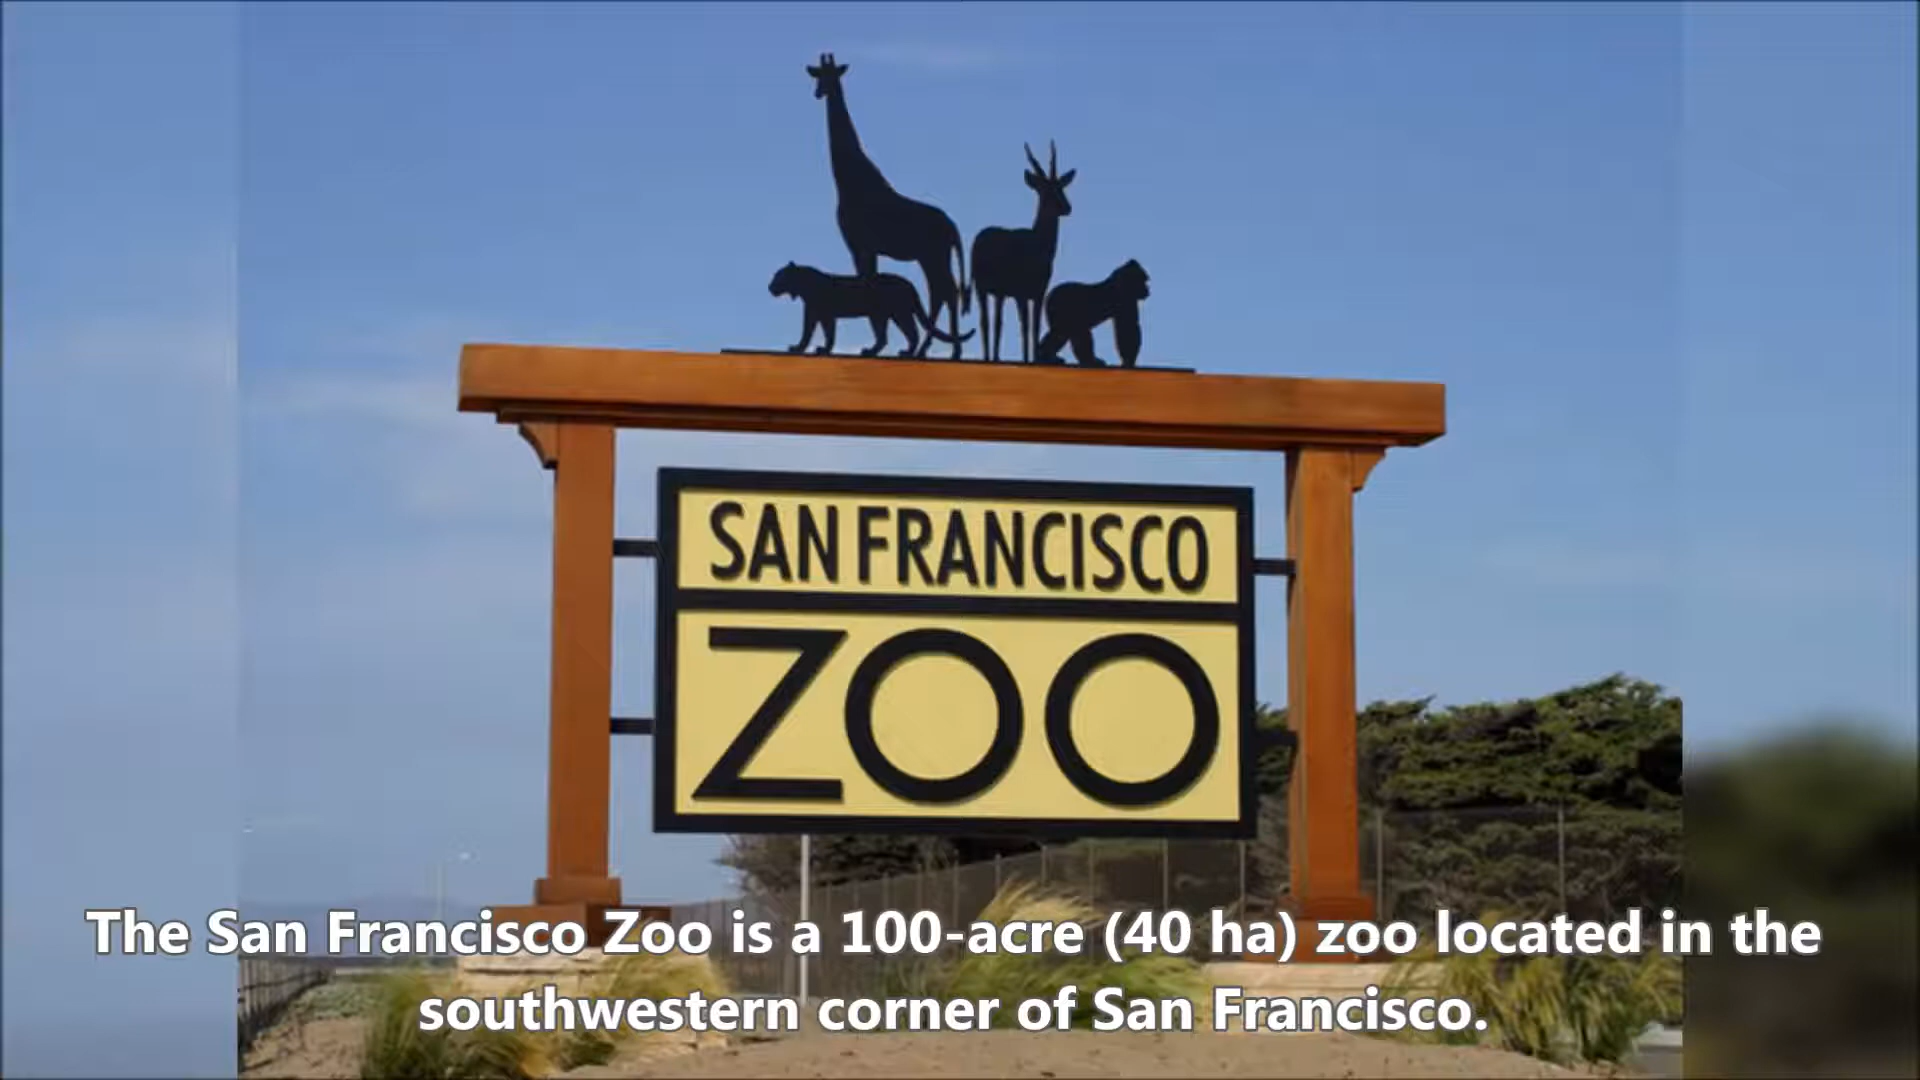 SAN FRANCISCO
ZOO
The San Francisco Zoo is a 100-acre (40 ha) zoo located in the
southwestern corner of San Francisco.